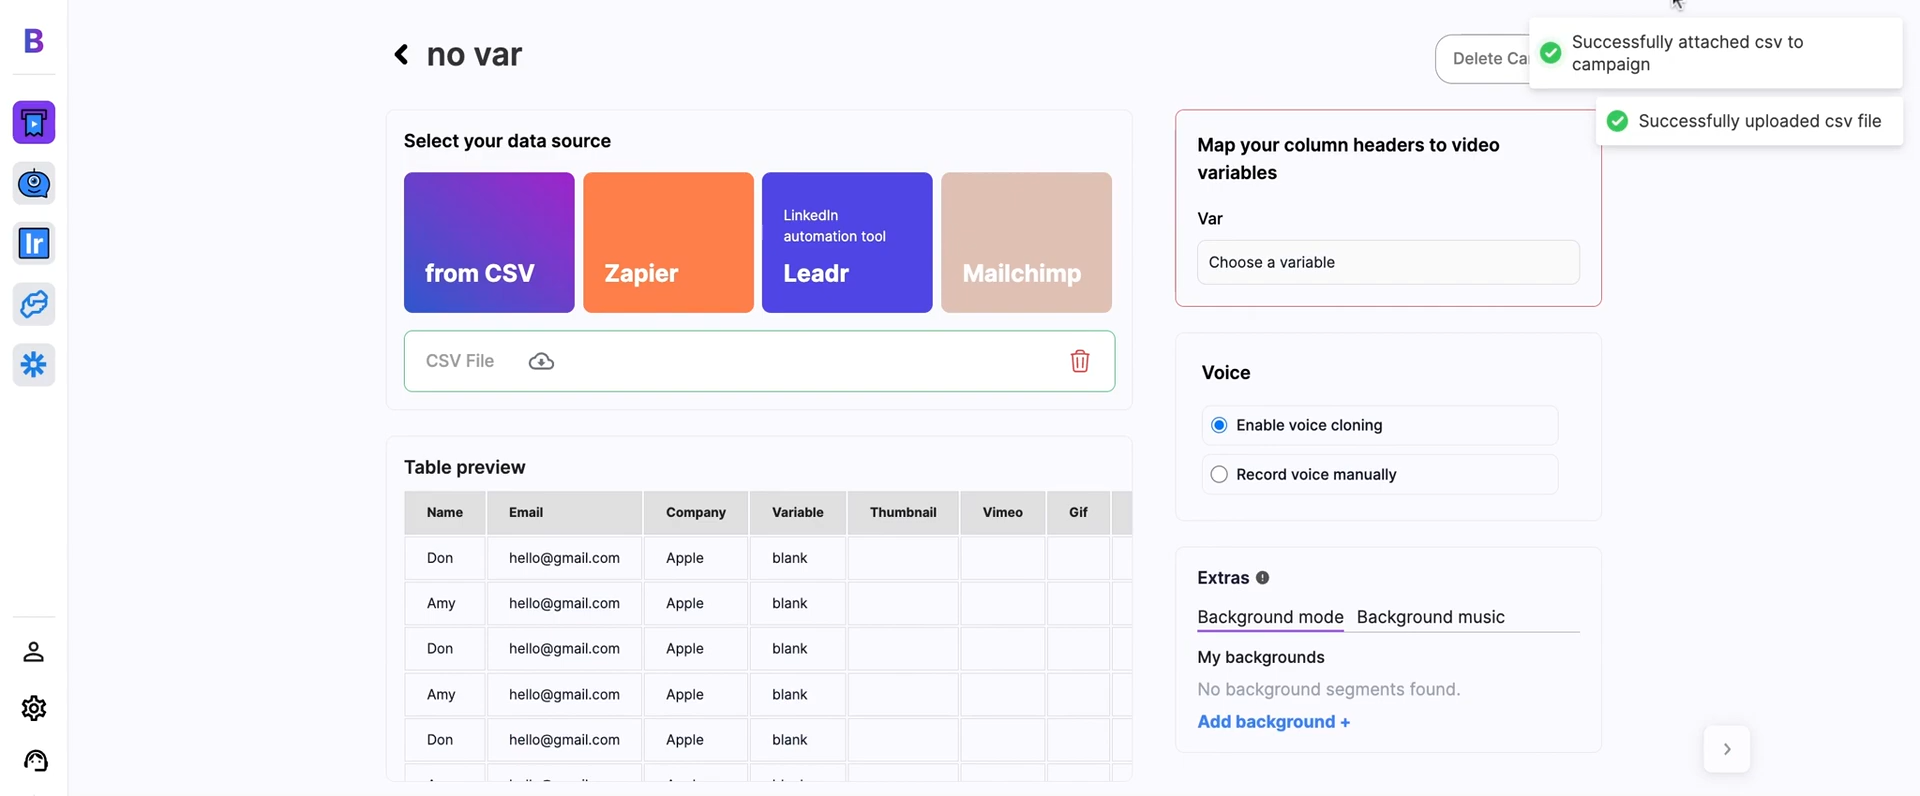 B
no var
Delete Ca
Successfully attached csv to
campaign
Successfully uploaded csv file
Select your data source
from CSV
Zapier
LinkedIn
automation tool
Leadr
Mailchimp
CSV File
Map your column headers to video
variables
Var
Choose a variable
lr
Voice
Enable voice cloning
Record voice manually
Table preview
Name Email Company Variable Thumbnail Vimeo Gif
Don hello@gmail.com Apple blank
Amy hello@gmail.com Apple blank
Don hello@gmail.com Apple blank
Amy hello@gmail.com Apple blank
Don hello@gmail.com Apple blank
Extras
Background mode Background music
My backgrounds
No background segments found.
Add background +